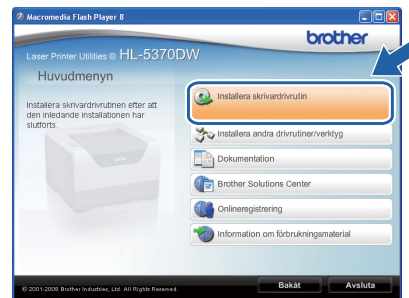 Macromedia Flash Player 8
brother
Laser Printer Utilities ® HL-5370DW
Huvudmenyn
Installera skrivardrivrutinen efter att
den inledande installationen har
slutförts.
Installera skrivardrivrutin
Installera andra drivrutiner/verktyg
Dokumentation
Brother Solutions Center
Onlineregistrering
Information om förbrukningsmaterial
© 2001-2008 Brother Industries, Ltd. All Rights Reserved.
Bakåt
Avsluta